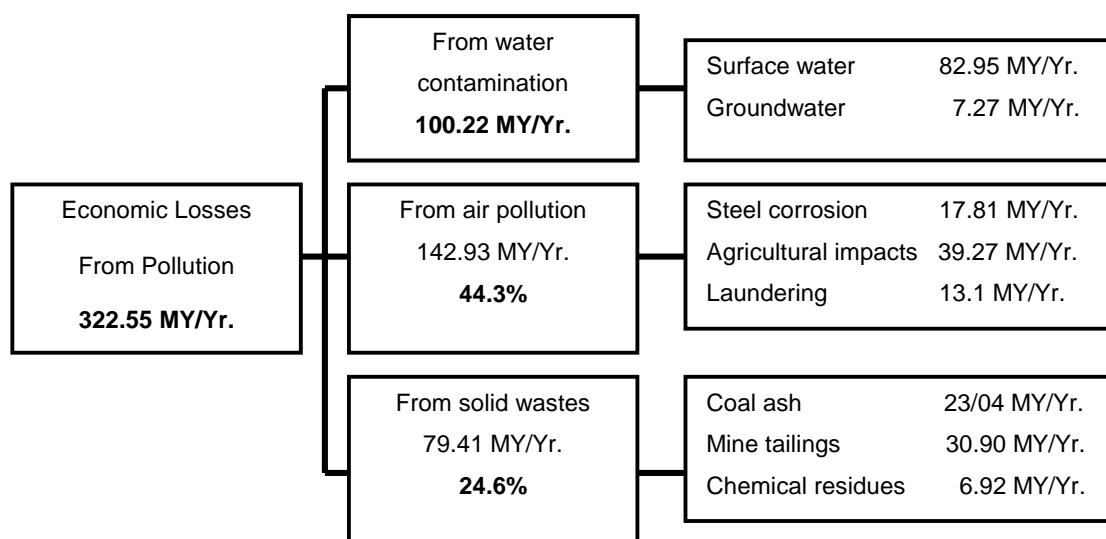 Economic Losses
From Pollution
322.55 MY/Yr.
From water
contamination
100.22 MY/Yr.
Surface water 82.95 MY/Yr.
Groundwater 7.27 MY/Yr.
From air pollution
142.93 MY/Yr.
44.3%
Steel corrosion 17.81 MY/Yr.
Agricultural impacts 39.27 MY/Yr.
Laundering 13.1 MY/Yr.
From solid wastes
79.41 MY/Yr.
24.6%
Coal ash 23/04 MY/Yr.
Mine tailings 30.90 MY/Yr.
Chemical residues 6.92 MY/Yr.